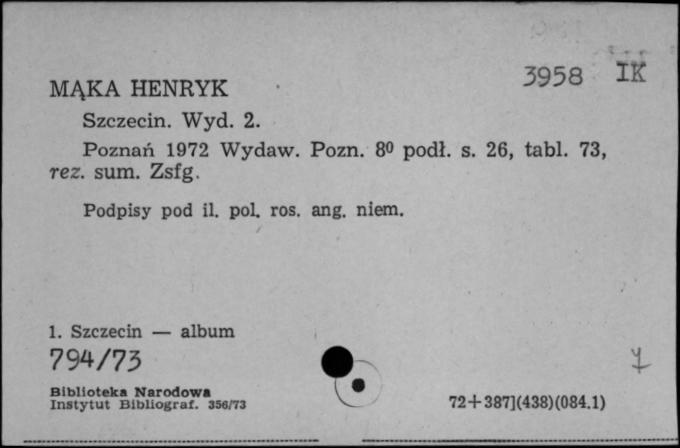 3958 IK
MĄKA HENRYK
Szczecin. Wyd. 2.
Poznań 1972 Wydaw. Pozn. 8⁰ podł. s. 26, tabl. 73,
rez. sum. Zsfg.
Podpisy pod il. pol. ros. ang. niem.
1. Szczecin — album
794/73
Biblioteka Narodowa
Instytut Bibliograf. 356/73
72+387](438)(084.1)